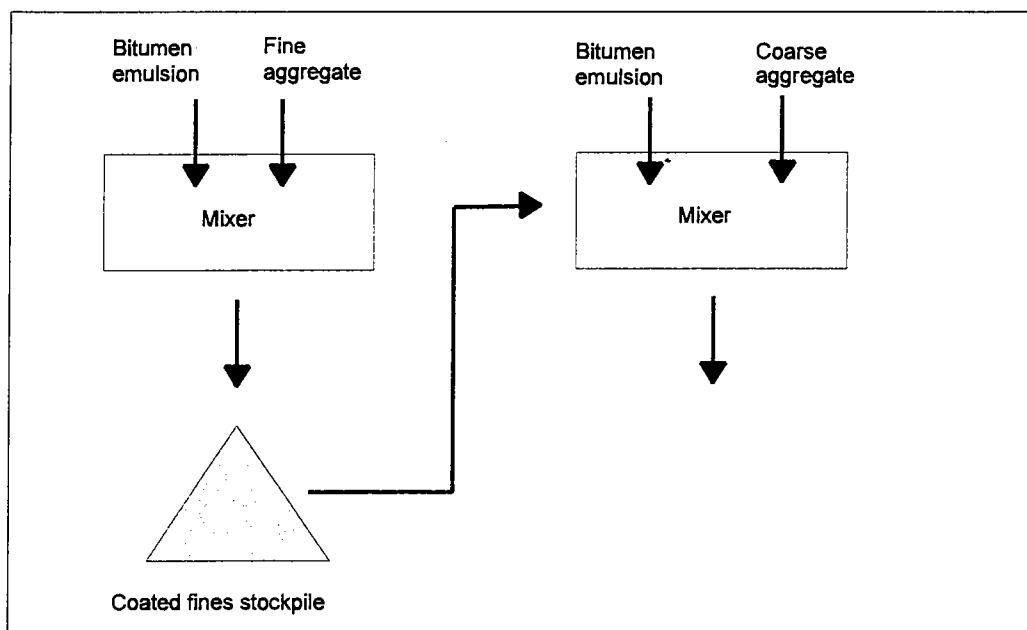 Bitumen
emulsion
Fine
aggregate
Mixer
Coated fines stockpile
Bitumen
emulsion
Coarse
aggregate
Mixer